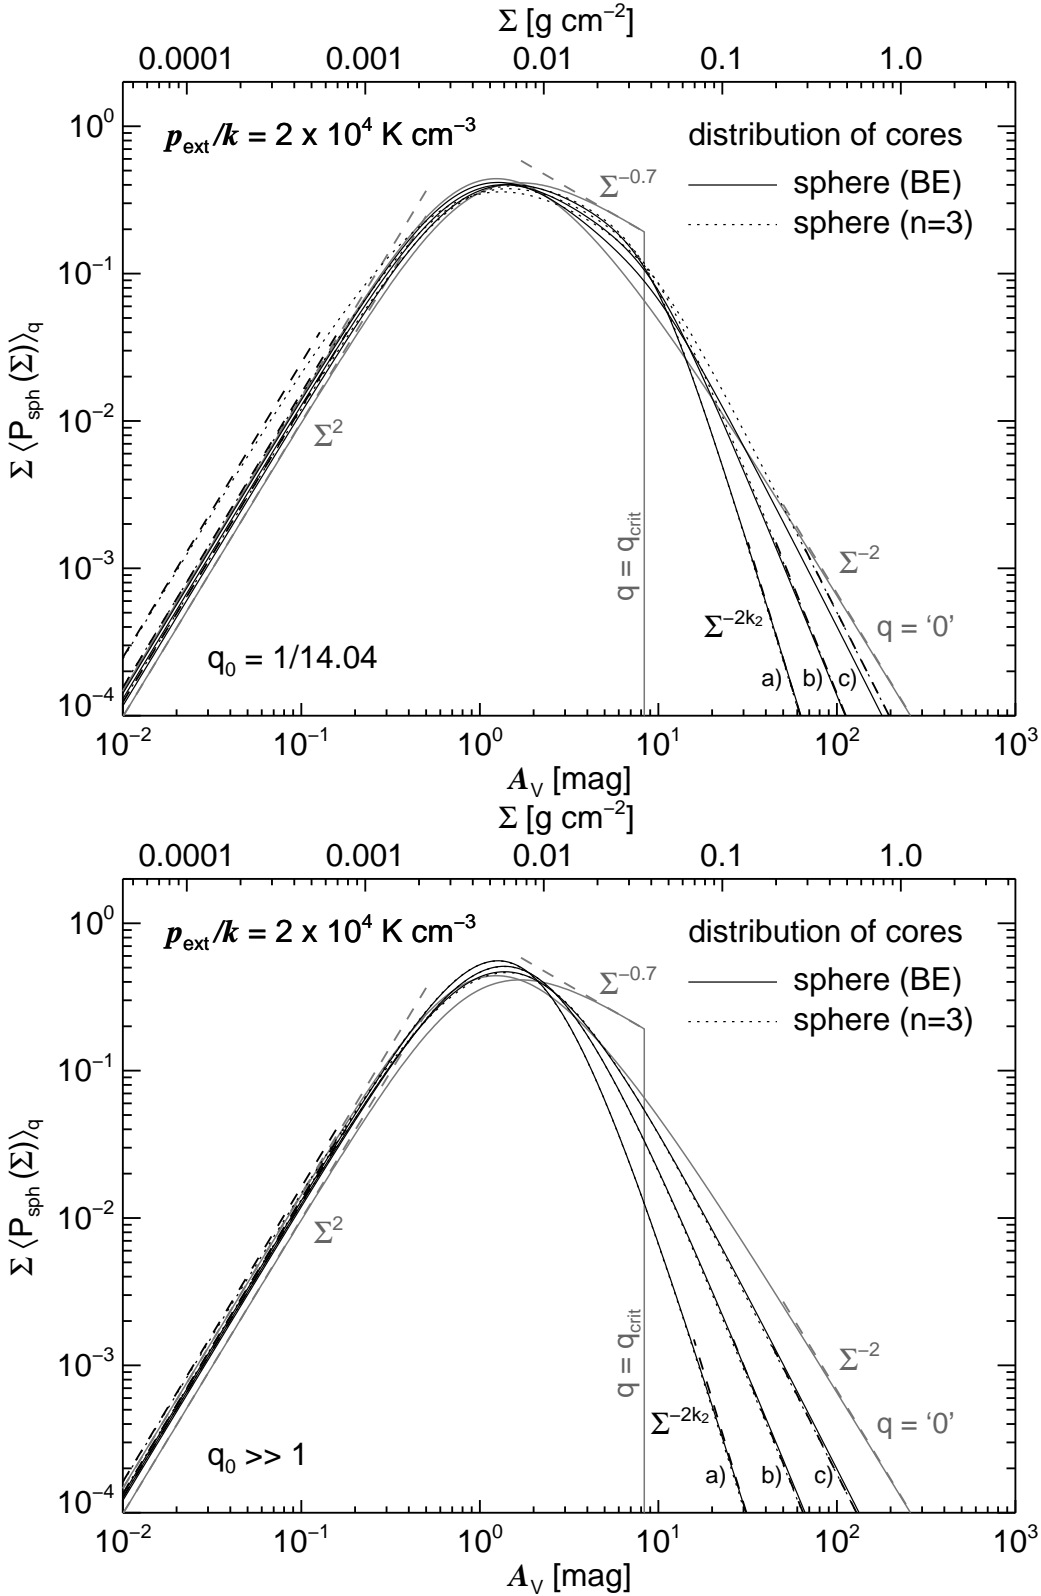 Σ [g cm⁻²]
0.0001 0.001 0.01 0.1 1.0
p_ext/k = 2 x 10⁴ K cm⁻³
distribution of cores
sphere (BE)
sphere (n=3)
Σ⁻⁰·⁷
Σ²
Σ⁻²
q = q_crit
q = ‘0’
Σ^−2k₂
a) b) c)
q₀ = 1/14.04
Σ ⟨P_sph(Σ)⟩_q
10⁰
10⁻¹
10⁻²
10⁻³
10⁻⁴
10⁻² 10⁻¹ 10⁰ 10¹ 10² 10³
A_V [mag]
Σ [g cm⁻²]
0.0001 0.001 0.01 0.1 1.0
p_ext/k = 2 x 10⁴ K cm⁻³
distribution of cores
sphere (BE)
sphere (n=3)
Σ⁻⁰·⁷
Σ²
Σ⁻²
q = q_crit
q = ‘0’
Σ^−2k₂
a) b) c)
q₀ >> 1
Σ ⟨P_sph(Σ)⟩_q
10⁰
10⁻¹
10⁻²
10⁻³
10⁻⁴
10⁻² 10⁻¹ 10⁰ 10¹ 10² 10³
A_V [mag]